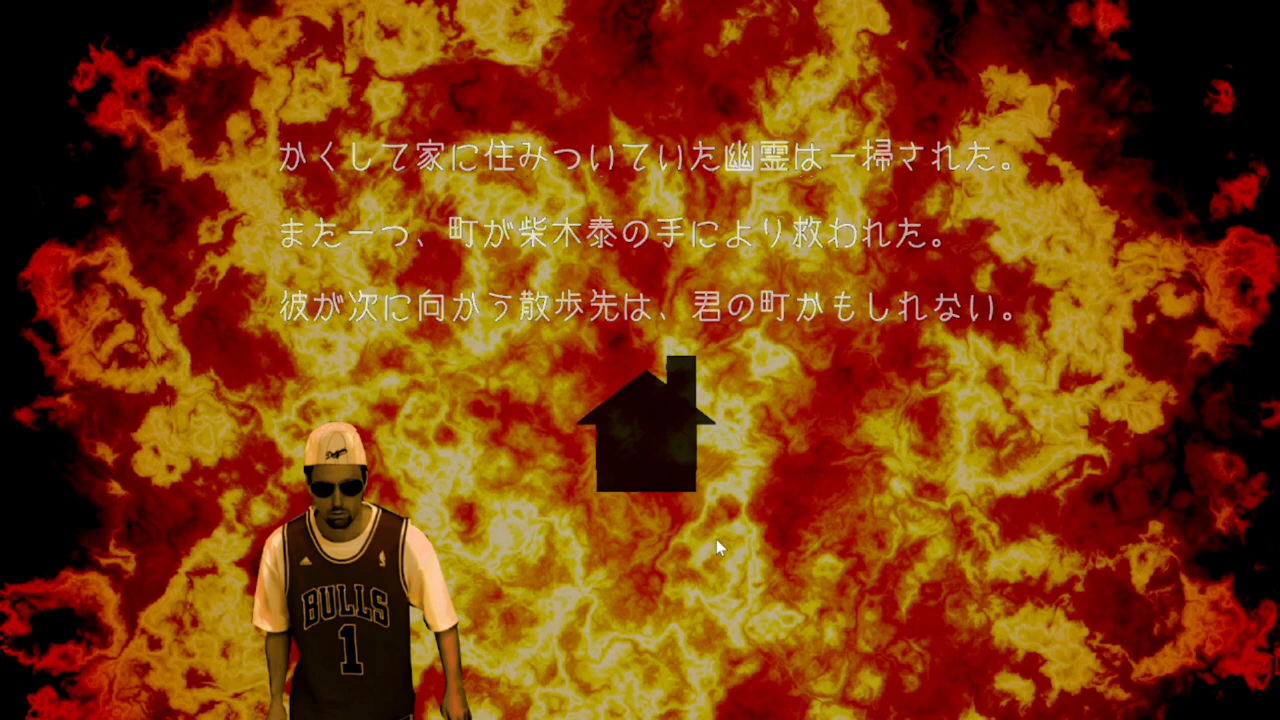 かくして家に住みついていた幽霊は一掃された。
また一つ、町が柴木泰の手により救われた。
彼が次に向かう散歩先は、君の町かもしれない。
Dodgers
BULLS
1